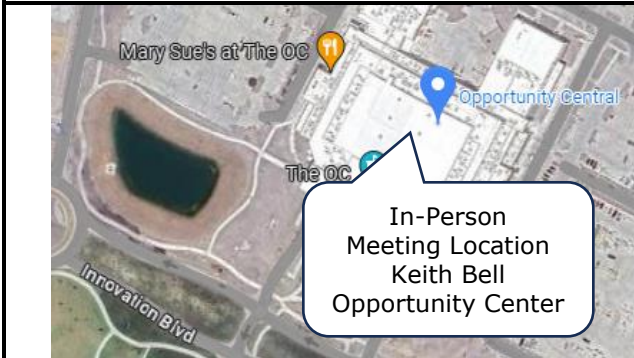 Mary Sue's at The OC
Opportunity Central
The OC
In-Person
Meeting Location
Keith Bell
Opportunity Center
Innovation Blvd